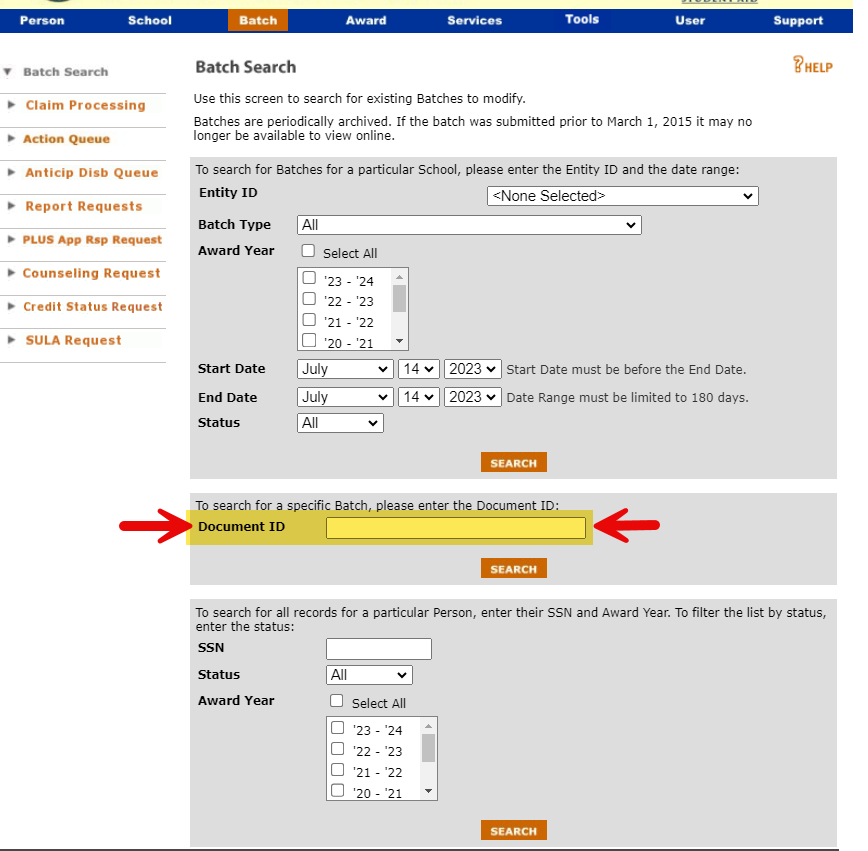 STUDENT AID
Person School Batch Award Services Tools User Support
Batch Search
Claim Processing
Action Queue
Anticip Disb Queue
Report Requests
PLUS App Rsp Request
Counseling Request
Credit Status Request
SULA Request
Batch Search
HELP
Use this screen to search for existing Batches to modify.
Batches are periodically archived. If the batch was submitted prior to March 1, 2015 it may no
longer be available to view online.
To search for Batches for a particular School, please enter the Entity ID and the date range:
Entity ID <None Selected>
Batch Type All
Award Year Select All
'23 - '24
'22 - '23
'21 - '22
'20 - '21
Start Date July 14 2023 Start Date must be before the End Date.
End Date July 14 2023 Date Range must be limited to 180 days.
Status All
SEARCH
To search for a specific Batch, please enter the Document ID:
Document ID
SEARCH
To search for all records for a particular Person, enter their SSN and Award Year. To filter the list by status,
enter the status:
SSN
Status All
Award Year Select All
'23 - '24
'22 - '23
'21 - '22
'20 - '21
SEARCH